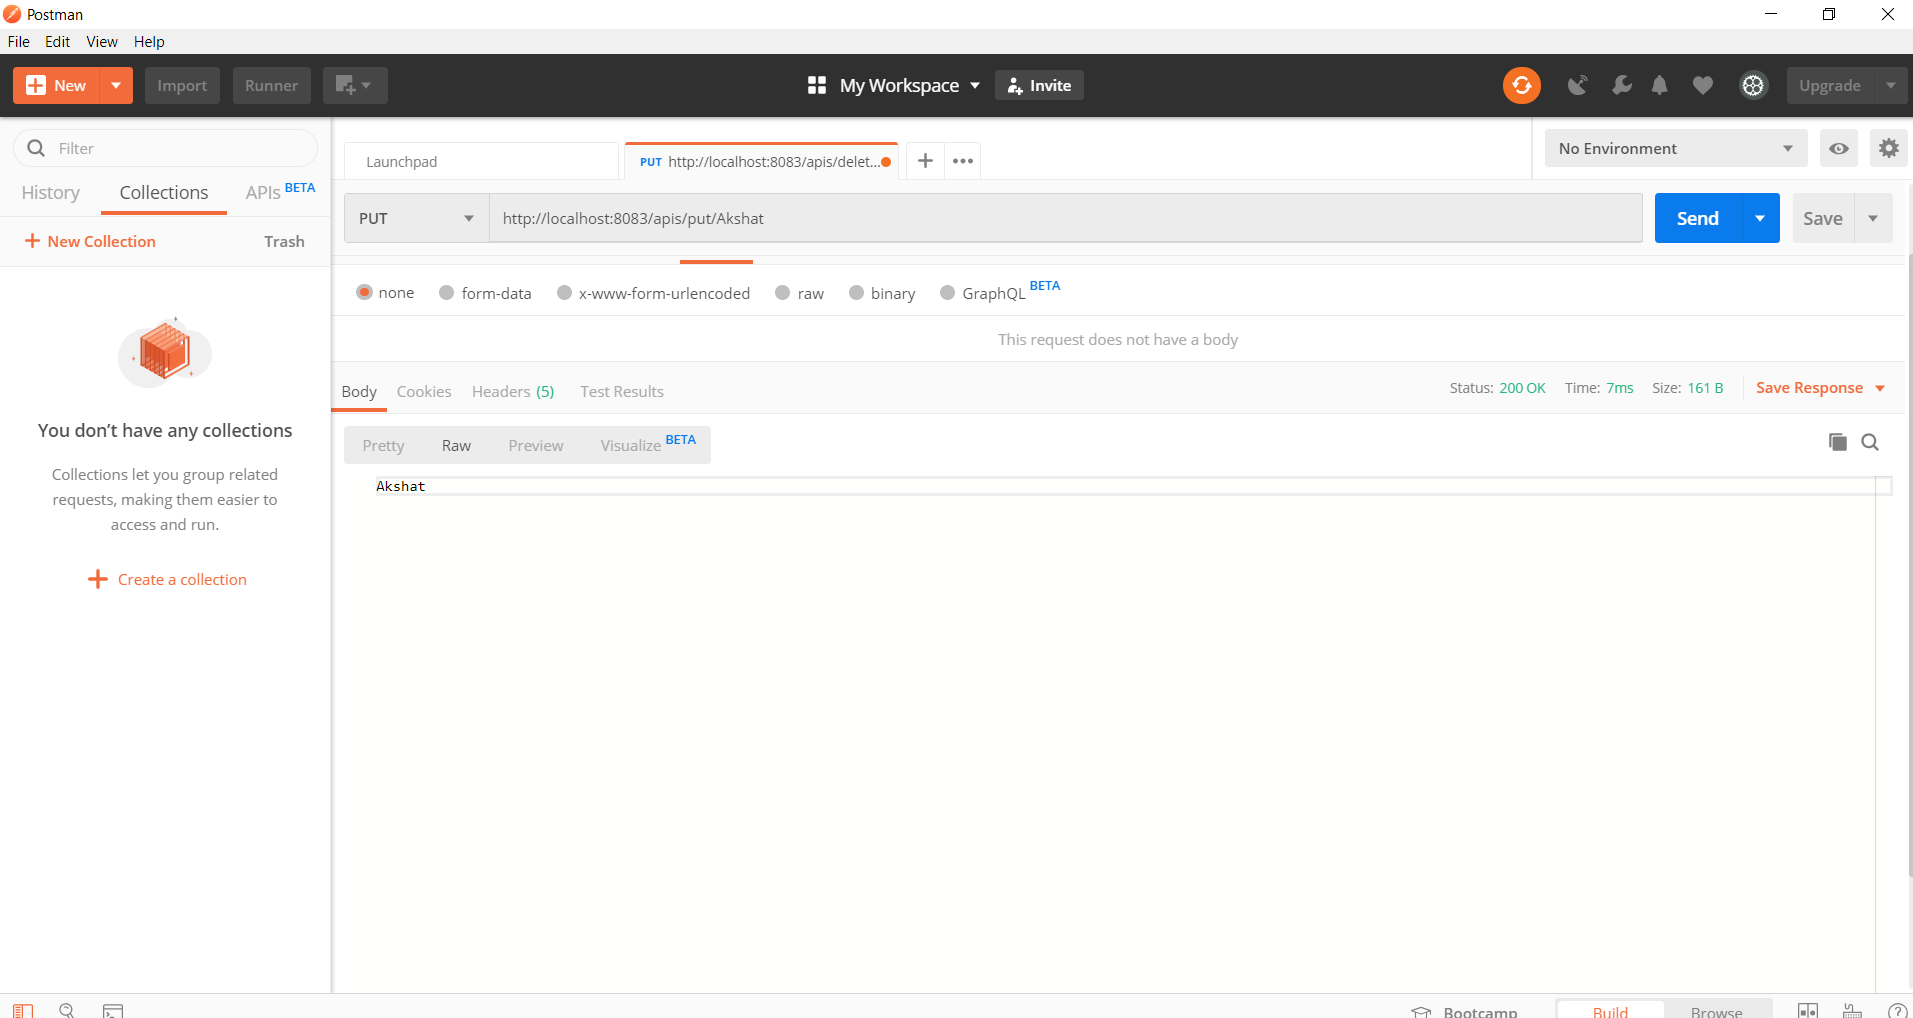 Postman
File Edit View Help
New Import Runner My Workspace Invite Upgrade
Filter
History Collections APIs BETA
New Collection Trash
You don't have any collections
Collections let you group related
requests, making them easier to
access and run.
Create a collection
Launchpad PUT http://localhost:8083/apis/delet... No Environment
PUT http://localhost:8083/apis/put/Akshat Send Save
none form-data x-www-form-urlencoded raw binary GraphQL BETA
This request does not have a body
Body Cookies Headers (5) Test Results Status: 200 OK Time: 7ms Size: 161 B Save Response
Pretty Raw Preview Visualize BETA
Akshat
Bootcamp Build Browse